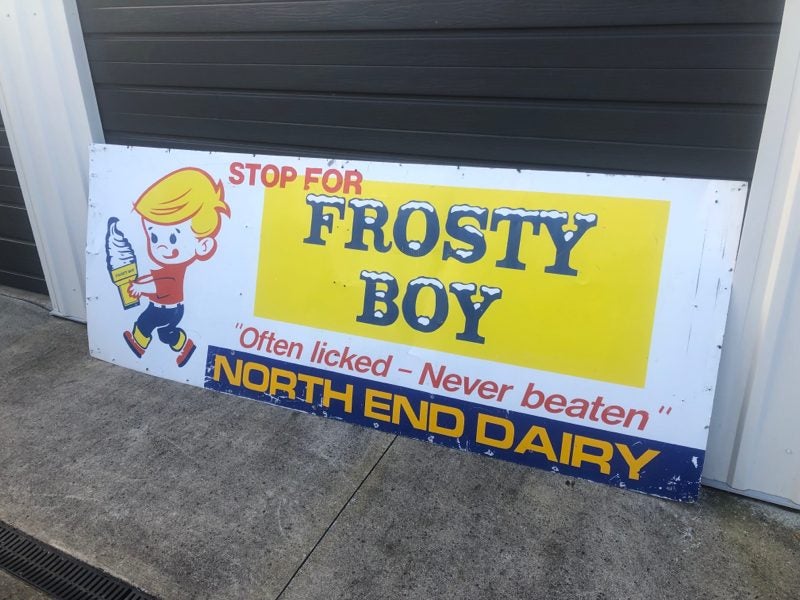 STOP FOR
FROSTY
BOY
"Often licked – Never beaten"
NORTH END DAIRY